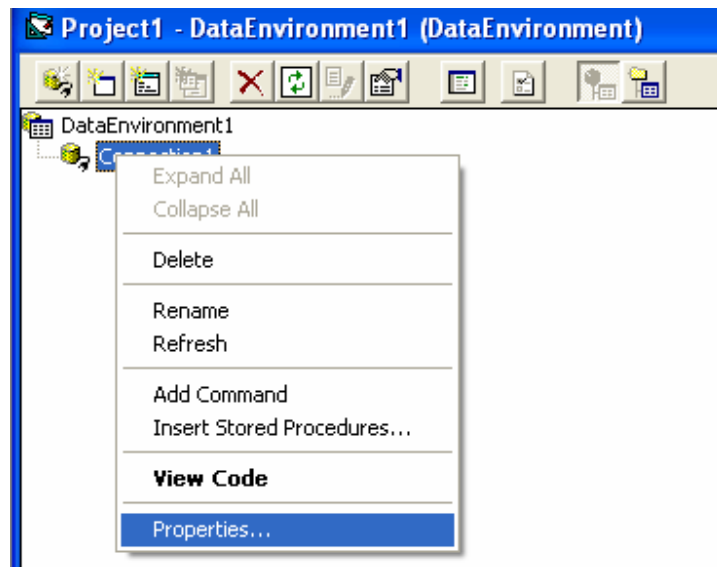 Project1 - DataEnvironment1 (DataEnvironment)
DataEnvironment1
Connection1
Expand All
Collapse All
Delete
Rename
Refresh
Add Command
Insert Stored Procedures...
View Code
Properties...